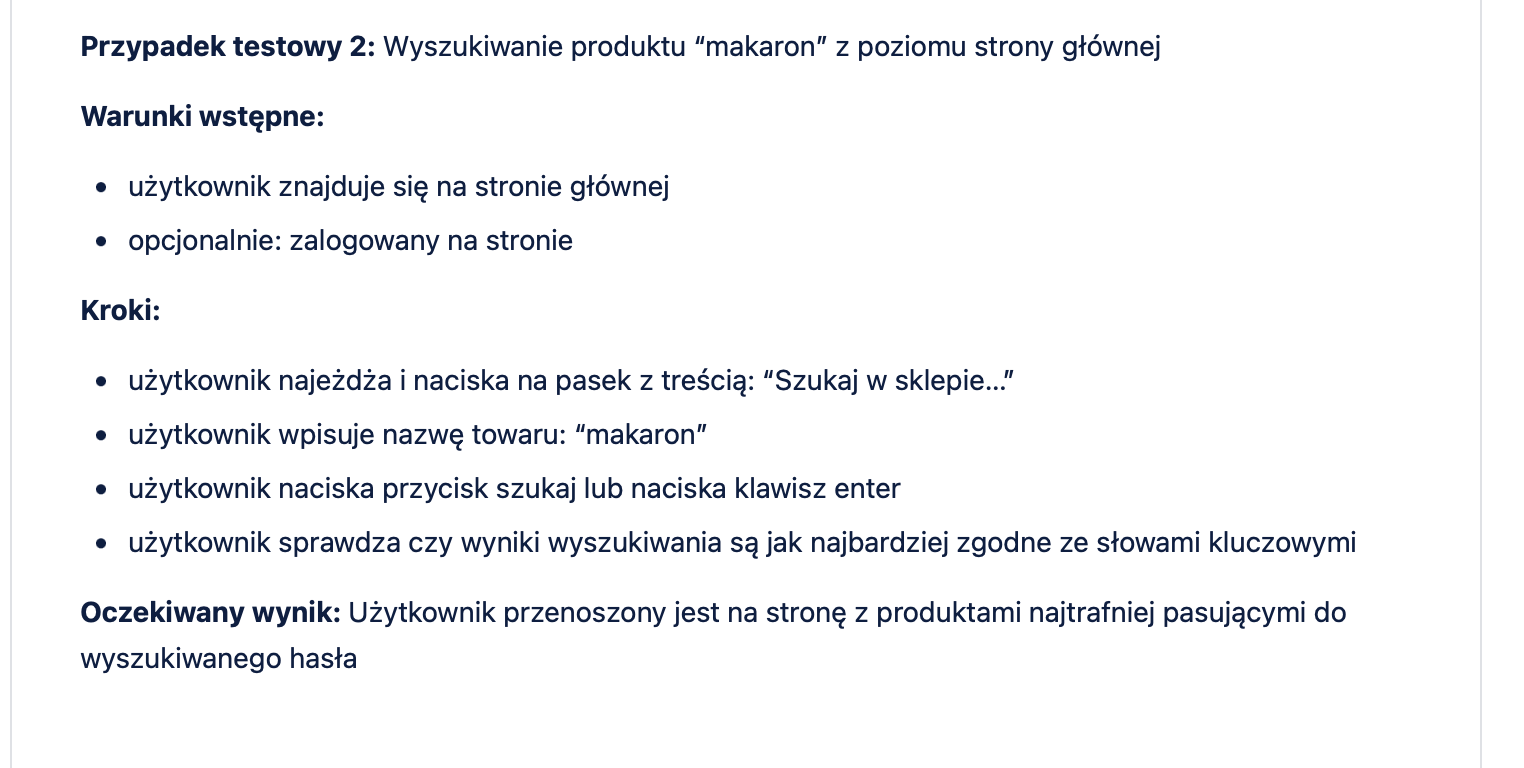 Przypadek testowy 2: Wyszukiwanie produktu “makaron” z poziomu strony głównej
Warunki wstępne:
• użytkownik znajduje się na stronie głównej
• opcjonalnie: zalogowany na stronie
Kroki:
• użytkownik najeżdża i naciska na pasek z treścią: “Szukaj w sklepie...”
• użytkownik wpisuje nazwę towaru: “makaron”
• użytkownik naciska przycisk szukaj lub naciska klawisz enter
• użytkownik sprawdza czy wyniki wyszukiwania są jak najbardziej zgodne ze słowami kluczowymi
Oczekiwany wynik: Użytkownik przenoszony jest na stronę z produktami najtrafniej pasującymi do
wyszukiwanego hasła